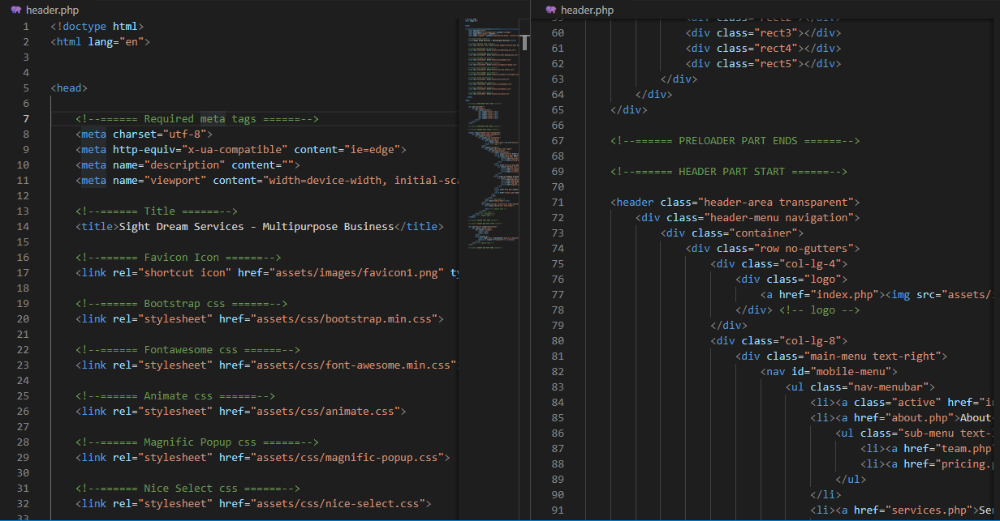 header.php
1 <!doctype html>
2 <html lang="en">
3
4
5 <head>
6
7 <!--====== Required meta tags ======-->
8 <meta charset="utf-8">
9 <meta http-equiv="x-ua-compatible" content="ie=edge">
10 <meta name="description" content="">
11 <meta name="viewport" content="width=device-width, initial-sca
12
13 <!--====== Title ======-->
14 <title>Sight Dream Services - Multipurpose Business</title>
15
16 <!--====== Favicon Icon ======-->
17 <link rel="shortcut icon" href="assets/images/favicon1.png" ty
18
19 <!--====== Bootstrap css ======-->
20 <link rel="stylesheet" href="assets/css/bootstrap.min.css">
21
22 <!--====== Fontawesome css ======-->
23 <link rel="stylesheet" href="assets/css/font-awesome.min.css"
24
25 <!--====== Animate css ======-->
26 <link rel="stylesheet" href="assets/css/animate.css">
27
28 <!--====== Magnific Popup css ======-->
29 <link rel="stylesheet" href="assets/css/magnific-popup.css">
30
31 <!--====== Nice Select css ======-->
32 <link rel="stylesheet" href="assets/css/nice-select.css">
33
header.php
59 <div class="rect2"></div>
60 <div class="rect3"></div>
61 <div class="rect4"></div>
62 <div class="rect5"></div>
63 </div>
64 </div>
65 </div>
66
67 <!--====== PRELOADER PART ENDS ======-->
68
69 <!--====== HEADER PART START ======-->
70
71 <header class="header-area transparent">
72 <div class="header-menu navigation">
73 <div class="container">
74 <div class="row no-gutters">
75 <div class="col-lg-4">
76 <div class="logo">
77 <a href="index.php"><img src="assets/
78 </div> <!-- logo -->
79 </div>
80 <div class="col-lg-8">
81 <div class="main-menu text-right">
82 <nav id="mobile-menu">
83 <ul class="nav-menubar">
84 <li><a class="active" href="in
85 <li><a href="about.php">About
86 <ul class="sub-menu text-
87 <li><a href="team.php
88 <li><a href="pricing.
89 </ul>
90 </li>
91 <li><a href="services.php">Se